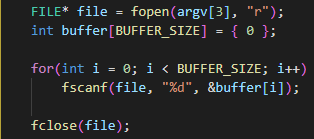 FILE* file = fopen(argv[3], "r");
int buffer[BUFFER_SIZE] = { 0 };
for(int i = 0; i < BUFFER_SIZE; i++)
fscanf(file, "%d", &buffer[i]);
fclose(file);